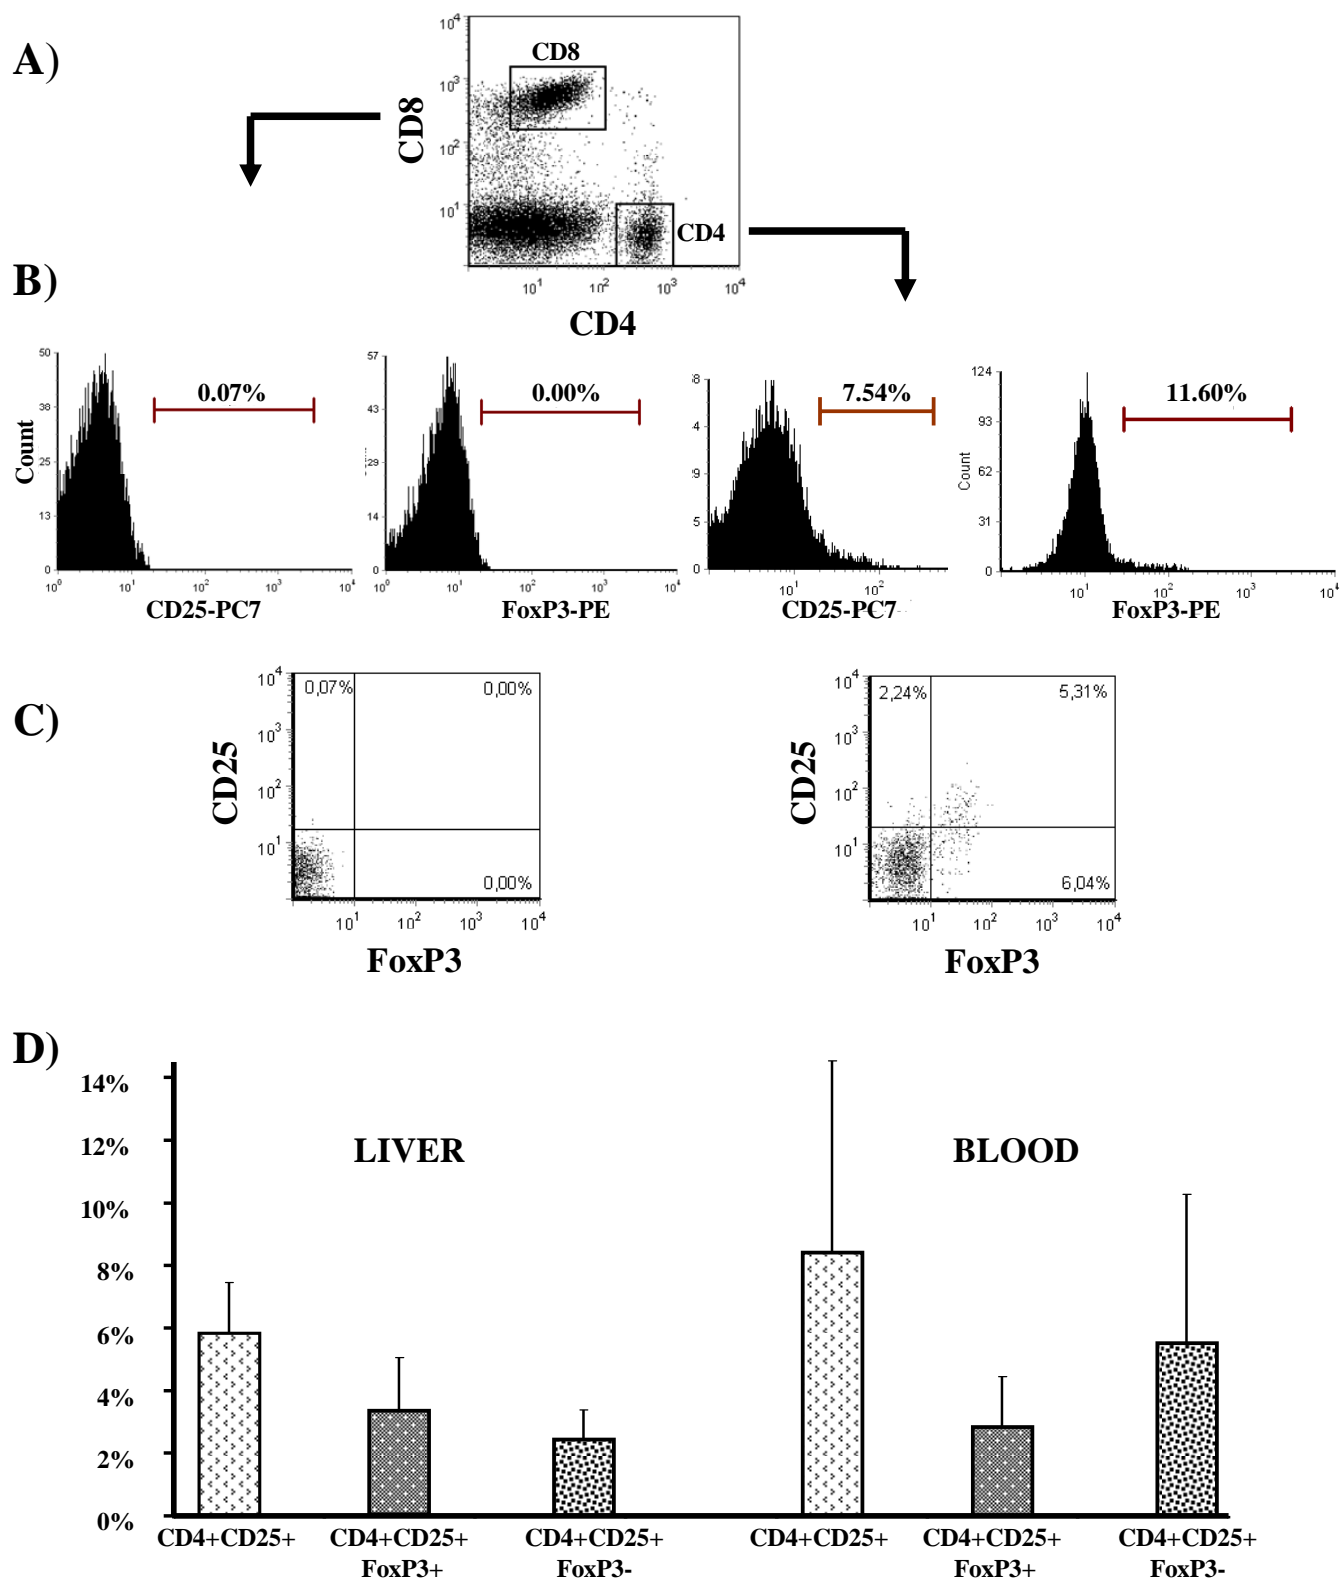 A)
10^4
10^3
10^2
10^1
CD8
CD8
CD4
10^1 10^2 10^3 10^4
CD4
B)
50
38
25
13
0
Count
0.07%
10^0 10^1 10^2 10^3 10^4
CD25-PC7
57
43
29
14
0
0.00%
10^0 10^1 10^2 10^3 10^4
FoxP3-PE
0
7.54%
10^1 10^2
CD25-PC7
124
93
62
31
0
Count
11.60%
10^1 10^2 10^3 10^4
FoxP3-PE
C)
10^4
10^3
10^2
10^1
CD25
0,07% 0,00%
0,00%
10^1 10^2 10^3 10^4
FoxP3
10^4
10^3
10^2
10^1
CD25
2,24% 5,31%
6,04%
10^1 10^2 10^3 10^4
FoxP3
D)
14%
12%
10%
8%
6%
4%
2%
0%
LIVER BLOOD
CD4+CD25+ CD4+CD25+ CD4+CD25+ CD4+CD25+ CD4+CD25+ CD4+CD25+
FoxP3+ FoxP3- FoxP3+ FoxP3-